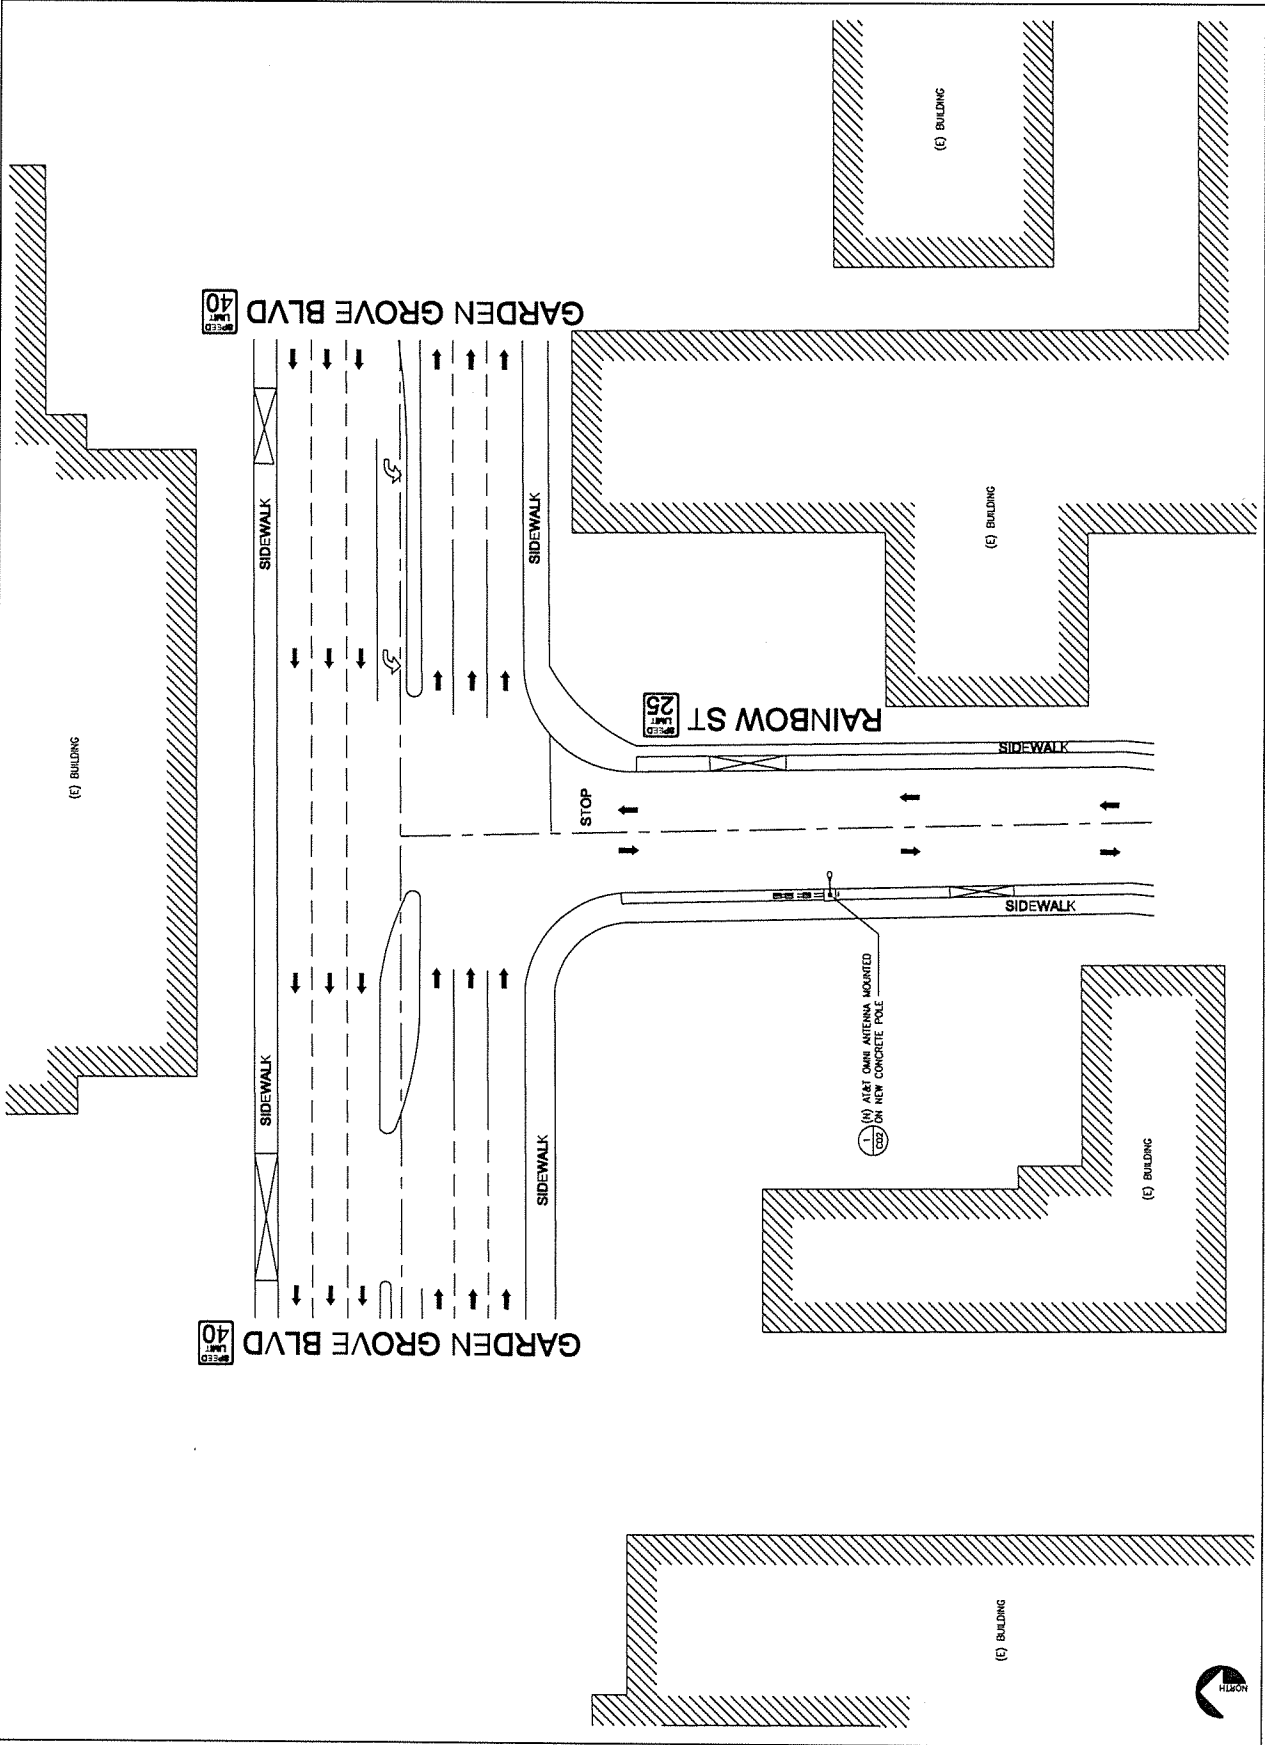 (E) BUILDING
(E) BUILDING
GARDEN GROVE BLVD
SPEED
LIMIT
40
SIDEWALK
SIDEWALK
(E) BUILDING
RAINBOW ST
SPEED
LIMIT
25
SIDEWALK
STOP
(E) BUILDING
SIDEWALK
1
C02
(N) AT&T OMNI ANTENNA MOUNTED
ON NEW CONCRETE POLE
SIDEWALK
SIDEWALK
(E) BUILDING
GARDEN GROVE BLVD
SPEED
LIMIT
40
(E) BUILDING
NORTH